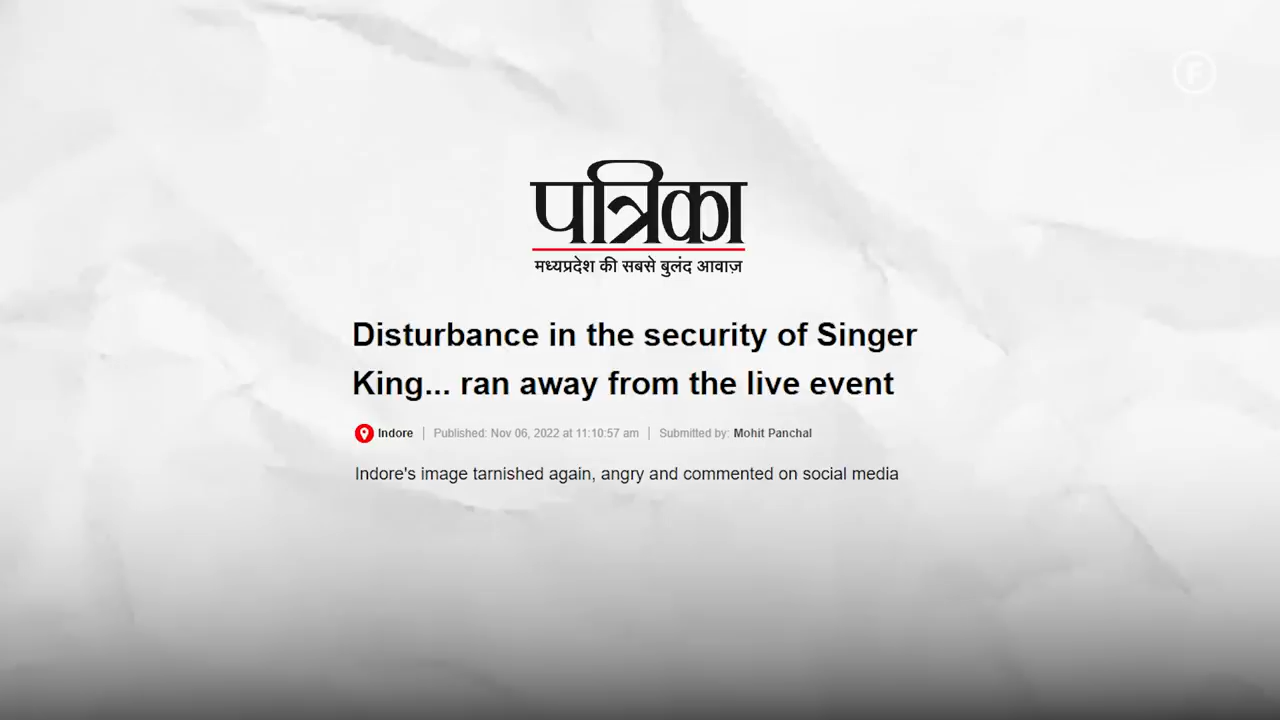 F
पत्रिका
मध्यप्रदेश की सबसे बुलंद आवाज़
Disturbance in the security of Singer
King... ran away from the live event
Indore | Published: Nov 06, 2022 at 11:10:57 am | Submitted by: Mohit Panchal
Indore's image tarnished again, angry and commented on social media